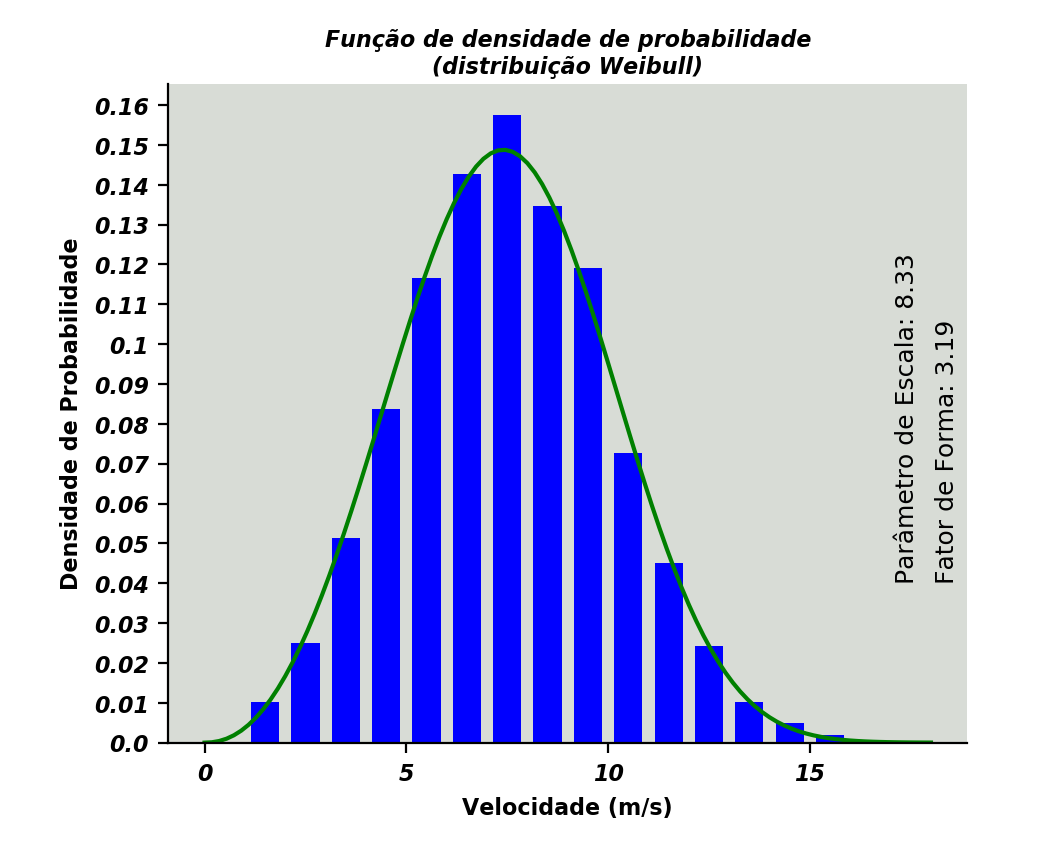 Função de densidade de probabilidade
(distribuição Weibull)
Densidade de Probabilidade
0.16
0.15
0.14
0.13
0.12
0.11
0.1
0.09
0.08
0.07
0.06
0.05
0.04
0.03
0.02
0.01
0.0
Parâmetro de Escala: 8.33
Fator de Forma: 3.19
0 5 10 15
Velocidade (m/s)